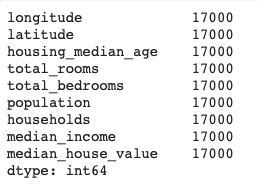 longitude 17000
latitude 17000
housing_median_age 17000
total_rooms 17000
total_bedrooms 17000
population 17000
households 17000
median_income 17000
median_house_value 17000
dtype: int64